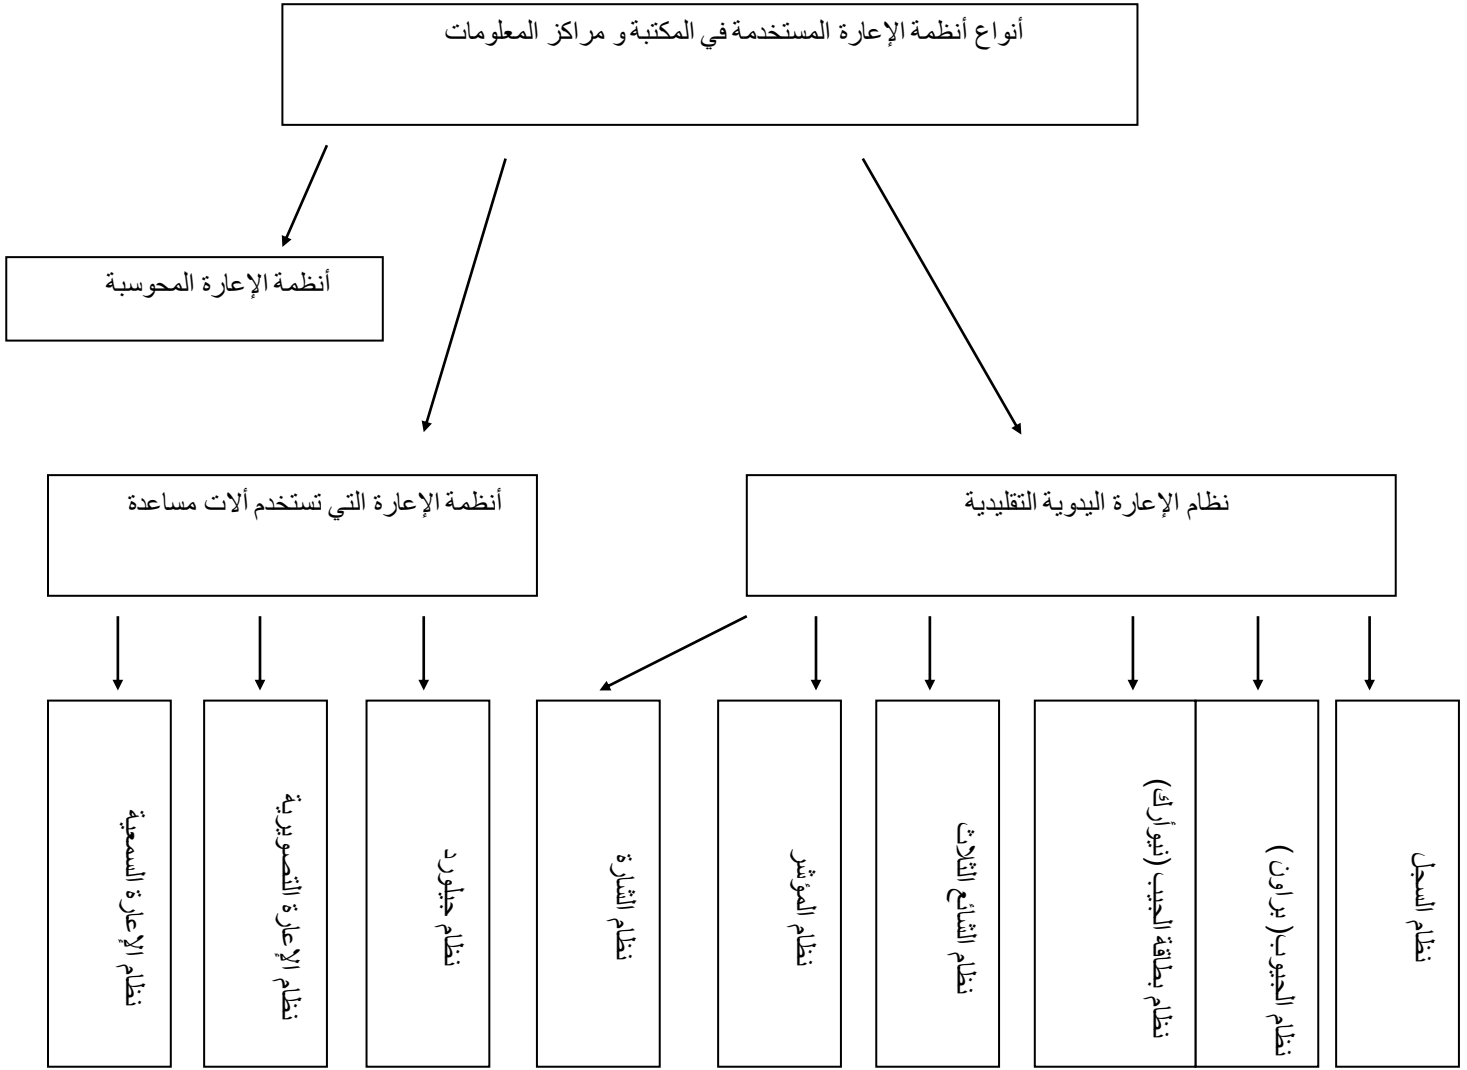 أنواع أنظمة الإعارة المستخدمة في المكتبة و مراكز المعلومات
أنظمة الإعارة المحوسبة
نظام الإعارة اليدوية التقليدية
أنظمة الإعارة التي تستخدم ألات مساعدة
نظام السجل
نظام الجيوب( براون )
نظام بطاقة الجيب (نيوأرك)
نظام الشائع الثلاث
نظام المؤشر
نظام الشارة
نظام جيلورد
نظام الإعارة التصويرية
نظام الإعارة السمعية